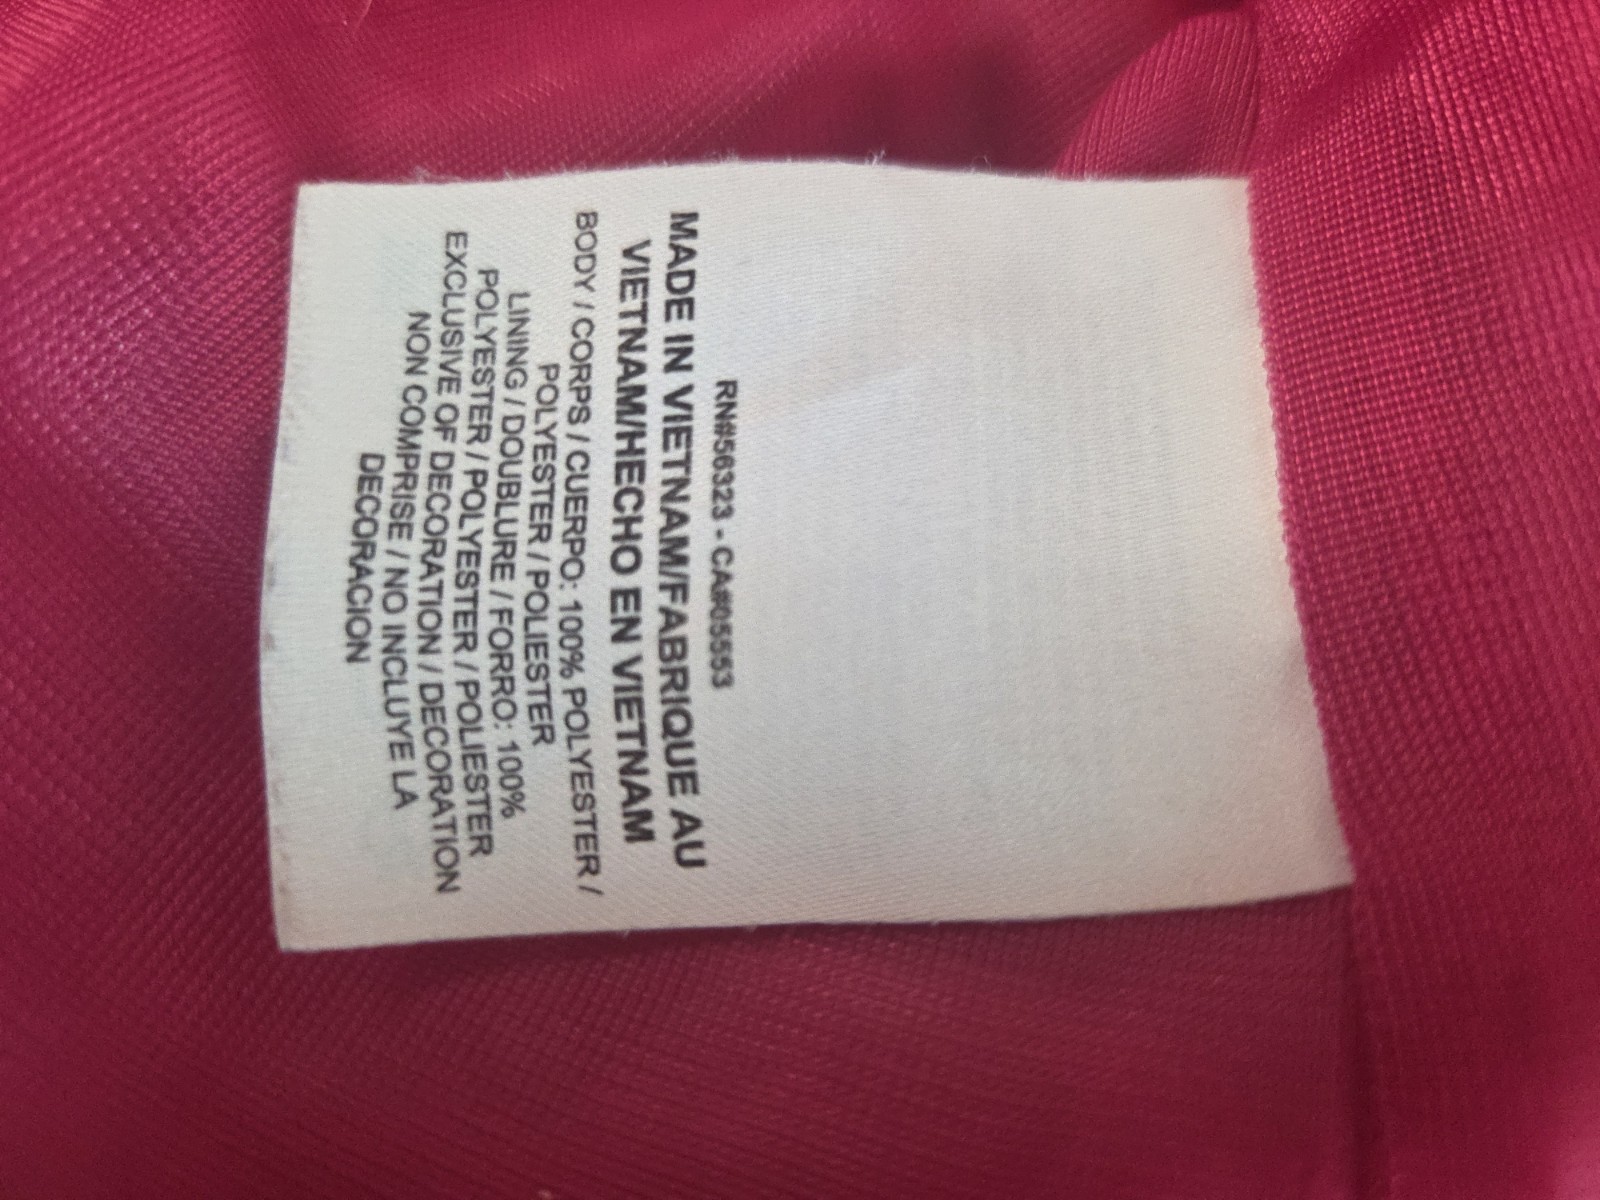 RN#56323 - CA#05553
MADE IN VIETNAM/FABRIQUE AU
VIETNAM/HECHO EN VIETNAM
BODY / CORPS / CUERPO: 100% POLYESTER /
POLYESTER / POLIESTER
LINING / DOUBLURE / FORRO: 100%
POLYESTER / POLYESTER / POLIESTER
EXCLUSIVE OF DECORATION / DECORATION
NON COMPRISE / NO INCLUYE LA
DECORACION